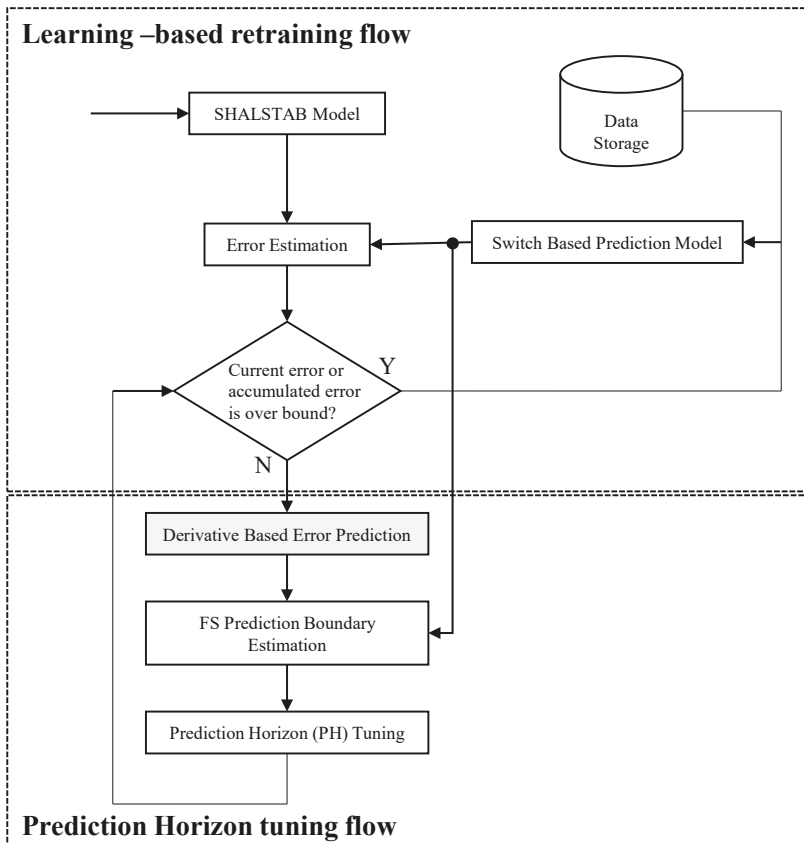 Learning –based retraining flow
SHALSTAB Model
Data
Storage
Error Estimation
Switch Based Prediction Model
Current error or
accumulated error
is over bound?
Y
N
Derivative Based Error Prediction
FS Prediction Boundary
Estimation
Prediction Horizon (PH) Tuning
Prediction Horizon tuning flow